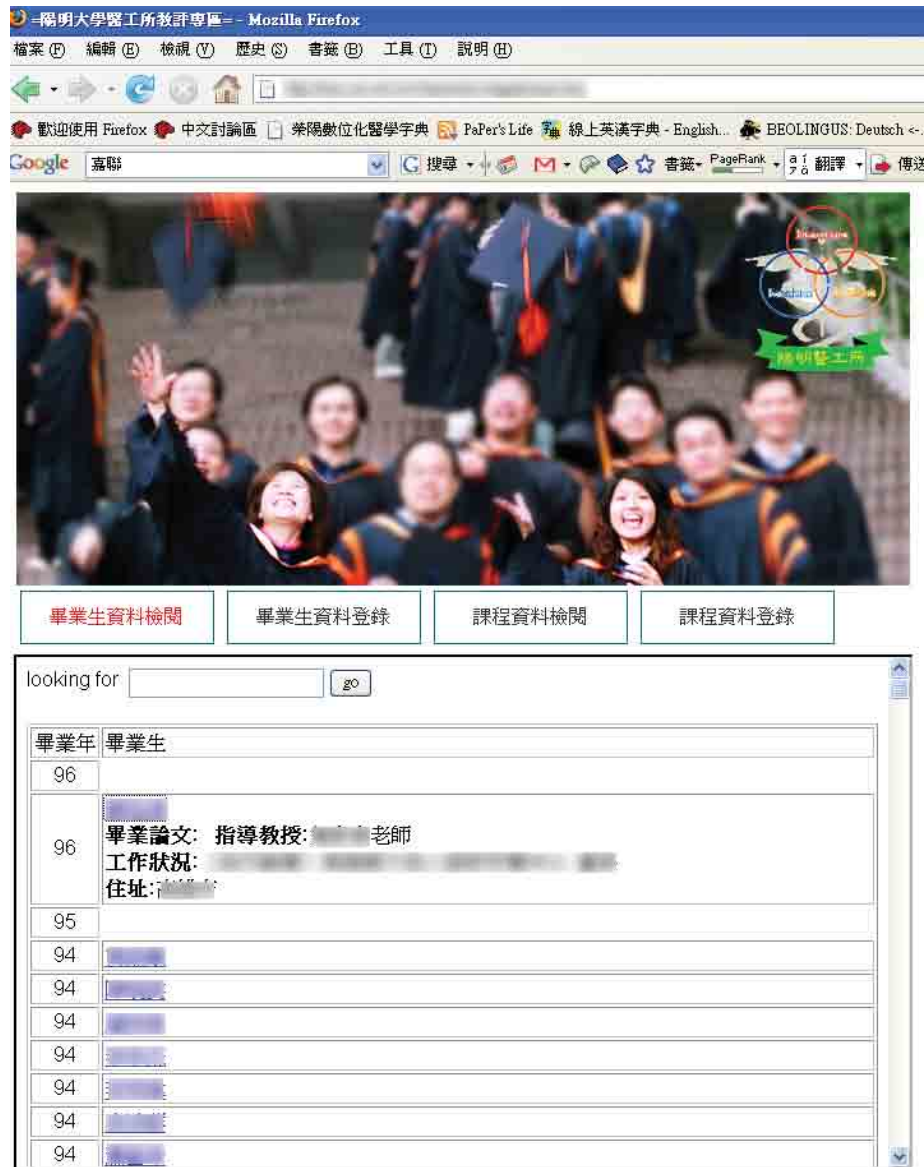 =陽明大學醫工所教評專區= - Mozilla Firefox
檔案(F) 編輯(E) 檢視(V) 歷史(S) 書籤(B) 工具(T) 說明(H)
歡迎使用 Firefox 中文討論區 榮陽數位化醫學字典 PaPer's Life 線上英漢字典 - English... BEOLINGUS: Deutsch <-.
Google 嘉聯 搜尋 書籤 PageRank 翻譯 傳送
陽明醫工所
畢業生資料檢閱 畢業生資料登錄 課程資料檢閱 課程資料登錄
looking for go
畢業年 畢業生
96
96
畢業論文: 指導教授: 老師
工作狀況:
住址:
95
94
94
94
94
94
94
94